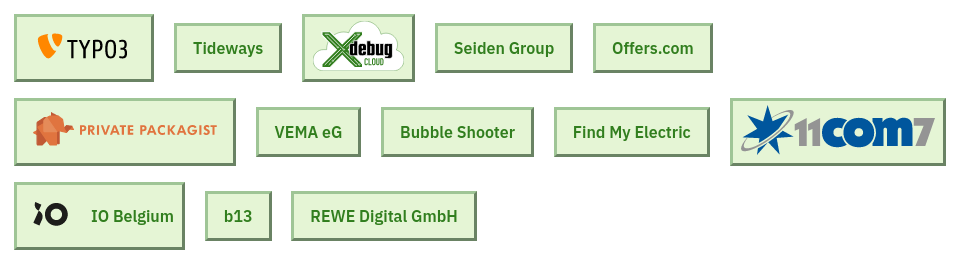 TYPO3
Tideways
Xdebug CLOUD
Seiden Group
Offers.com
PRIVATE PACKAGIST
VEMA eG
Bubble Shooter
Find My Electric
11com7
iO IO Belgium
b13
REWE Digital GmbH